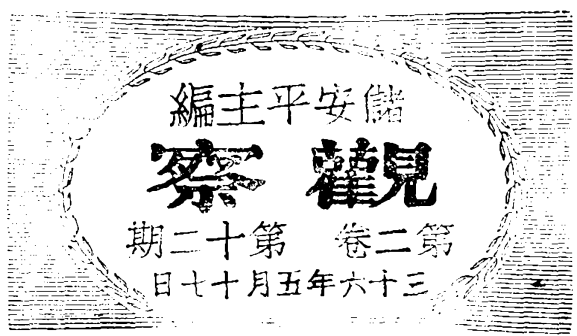 儲安平主編
觀察
第二卷 第十二期
三十六年五月十七日